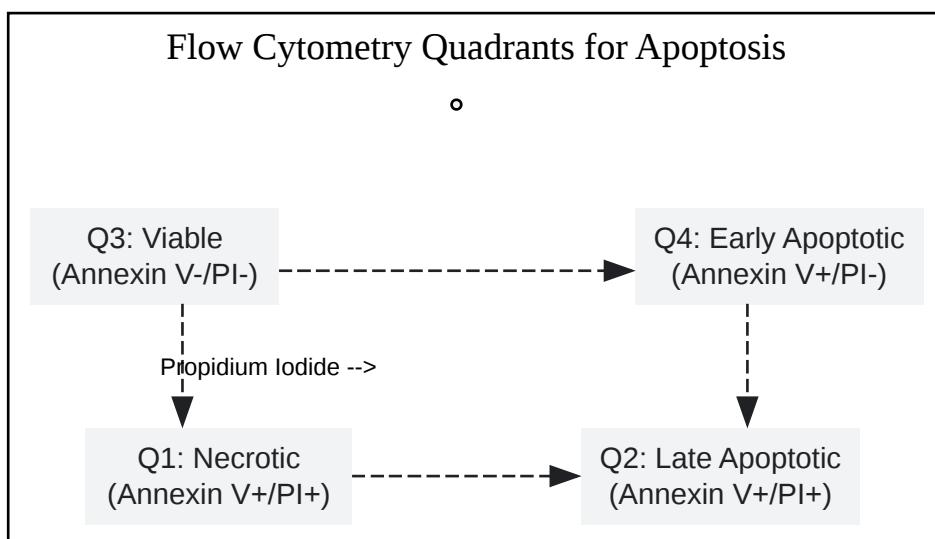 Flow Cytometry Quadrants for Apoptosis
Q3: Viable
(Annexin V-/PI-)
Q4: Early Apoptotic
(Annexin V+/PI-)
Propidium Iodide -->
Q1: Necrotic
(Annexin V+/PI+)
Q2: Late Apoptotic
(Annexin V+/PI+)